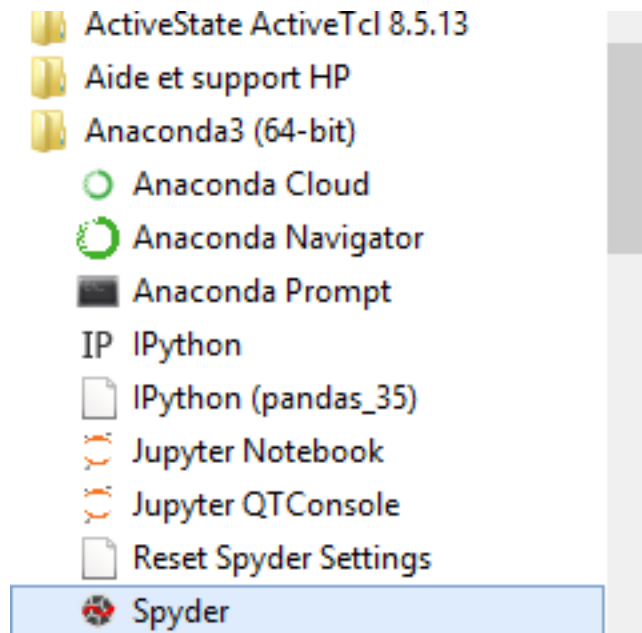 ActiveState ActiveTcl 8.5.13
Aide et support HP
Anaconda3 (64-bit)
Anaconda Cloud
Anaconda Navigator
Anaconda Prompt
IP IPython
IPython (pandas_35)
Jupyter Notebook
Jupyter QTConsole
Reset Spyder Settings
Spyder